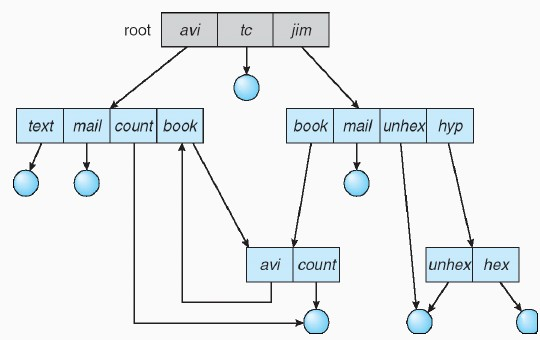 root avi tc jim
text mail count book
book mail unhex hyp
avi count
unhex hex